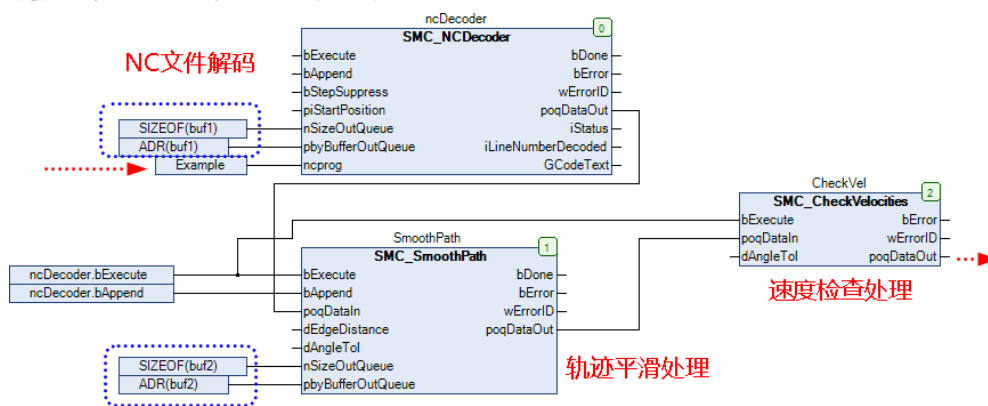 ncDecoder
0
SMC_NCDecoder
NC文件解码
bExecute
bDone
bAppend
bError
bStepSuppress
wErrorID
piStartPosition
poqDataOut
SIZEOF(buf1)
nSizeOutQueue
iStatus
ADR(buf1)
pbyBufferOutQueue
iLineNumberDecoded
Example
ncprog
GCodeText
CheckVel
2
SMC_CheckVelocities
bExecute
bError
poqDataIn
wErrorID
dAngleTol
poqDataOut
速度检查处理
SmoothPath
1
SMC_SmoothPath
ncDecoder.bExecute
bExecute
bDone
ncDecoder.bAppend
bAppend
bError
poqDataIn
wErrorID
dEdgeDistance
poqDataOut
dAngleTol
SIZEOF(buf2)
nSizeOutQueue
ADR(buf2)
pbyBufferOutQueue
轨迹平滑处理